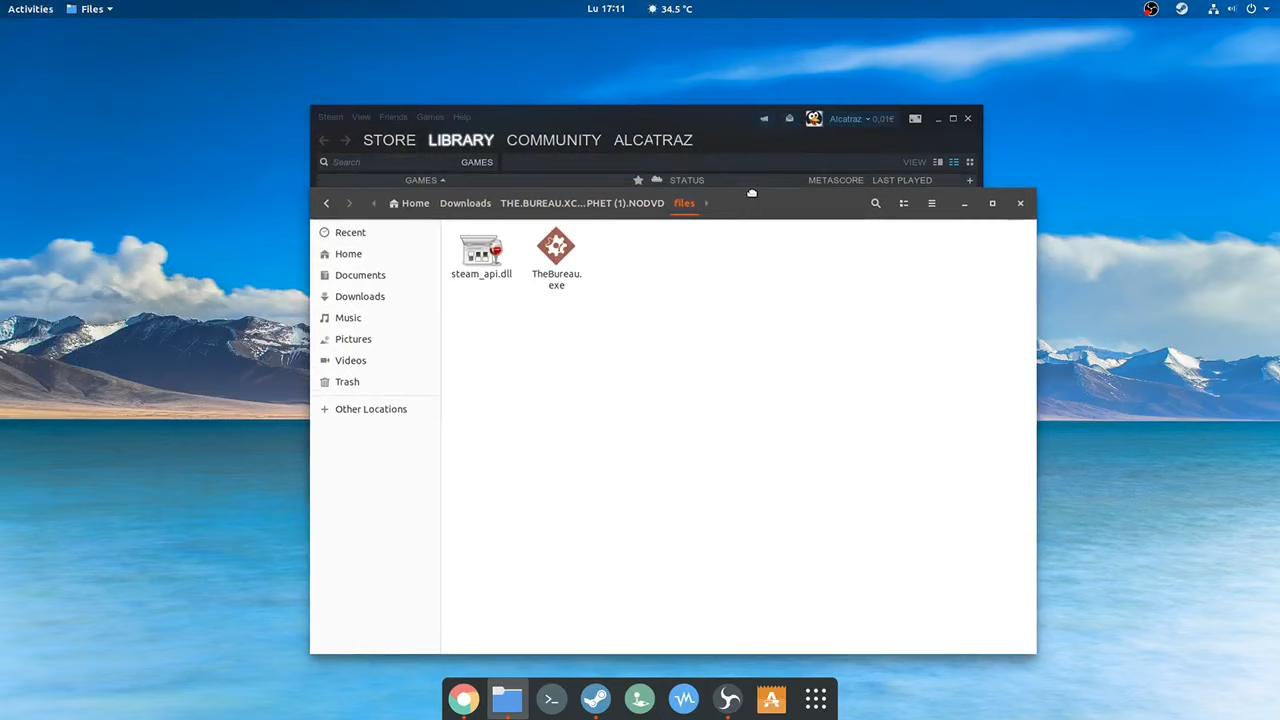 Activities
Files
Lu 17:11
34.5 °C
Steam View Friends Games Help
Alcatraz 0,01€
STORE LIBRARY COMMUNITY ALCATRAZ
Search
GAMES
VIEW
GAMES
STATUS
METASCORE
LAST PLAYED
Home
Downloads
THE.BUREAU.XC...PHET (1).NODVD
files
Recent
Home
Documents
Downloads
Music
Pictures
Videos
Trash
Other Locations
steam_api.dll
TheBureau.
exe